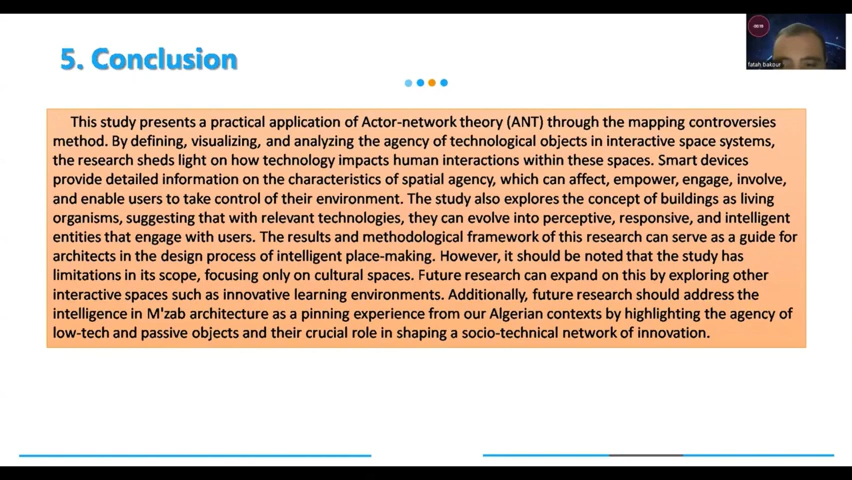 5. Conclusion
fatah bakour
This study presents a practical application of Actor-network theory (ANT) through the mapping controversies
method. By defining, visualizing, and analyzing the agency of technological objects in interactive space systems,
the research sheds light on how technology impacts human interactions within these spaces. Smart devices
provide detailed information on the characteristics of spatial agency, which can affect, empower, engage, involve,
and enable users to take control of their environment. The study also explores the concept of buildings as living
organisms, suggesting that with relevant technologies, they can evolve into perceptive, responsive, and intelligent
entities that engage with users. The results and methodological framework of this research can serve as a guide for
architects in the design process of intelligent place-making. However, it should be noted that the study has
limitations in its scope, focusing only on cultural spaces. Future research can expand on this by exploring other
interactive spaces such as innovative learning environments. Additionally, future research should address the
intelligence in M'zab architecture as a pinning experience from our Algerian contexts by highlighting the agency of
low-tech and passive objects and their crucial role in shaping a socio-technical network of innovation.